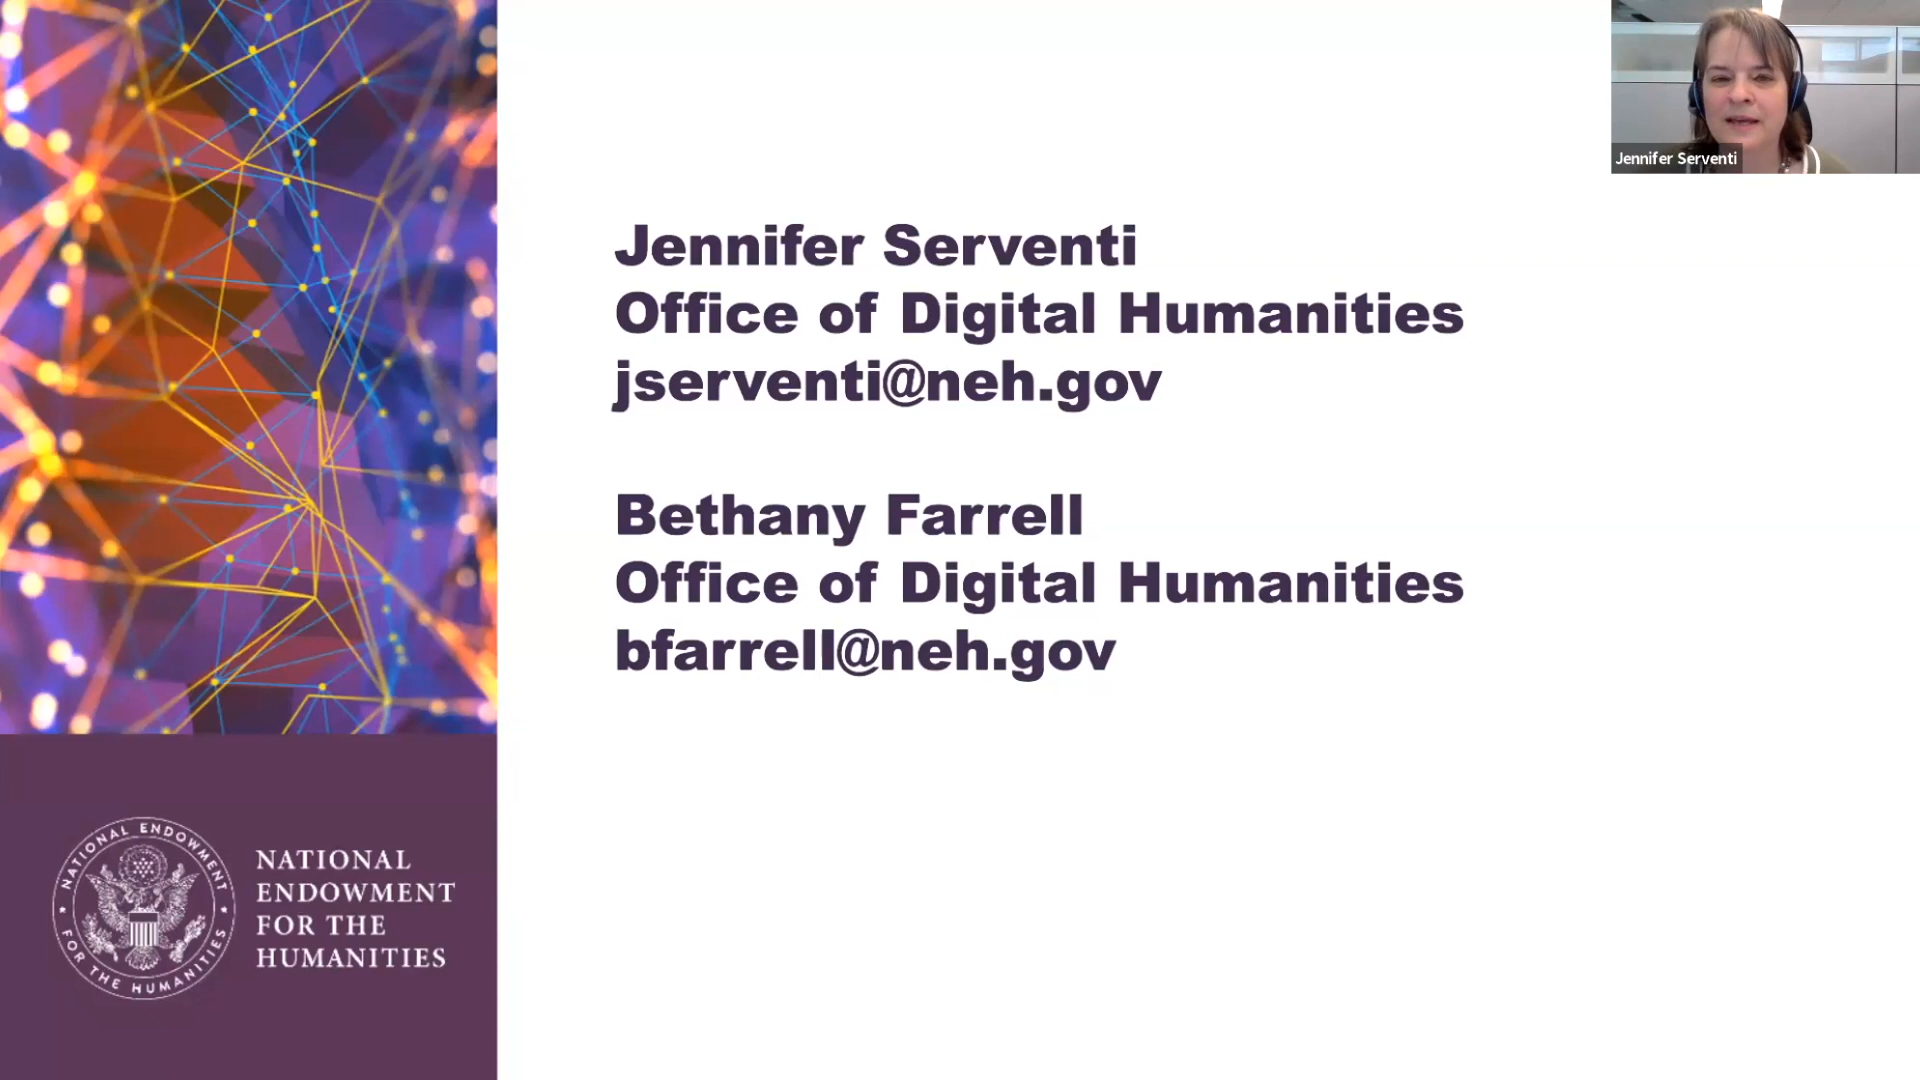 Jennifer Serventi
Jennifer Serventi
Office of Digital Humanities
jserventi@neh.gov
Bethany Farrell
Office of Digital Humanities
bfarrell@neh.gov
NATIONAL ENDOWMENT
FOR THE HUMANITIES
NATIONAL
ENDOWMENT
FOR THE
HUMANITIES